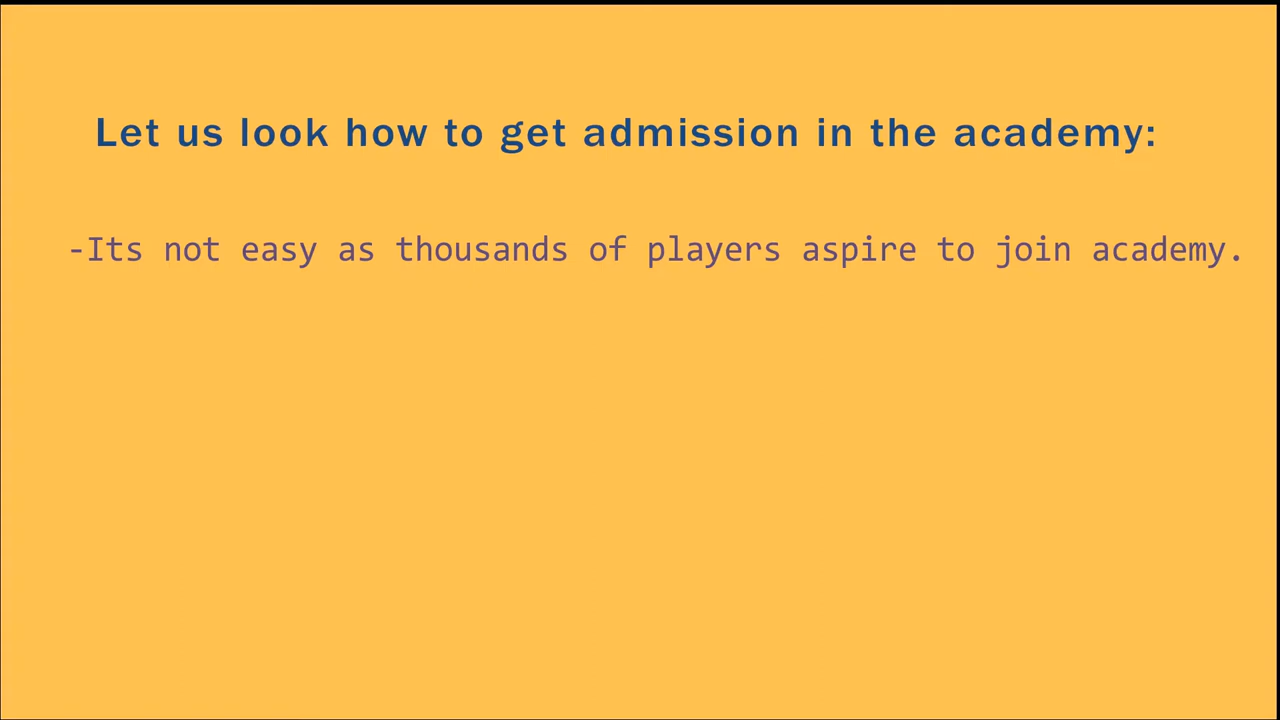 Let us look how to get admission in the academy:
-Its not easy as thousands of players aspire to join academy.